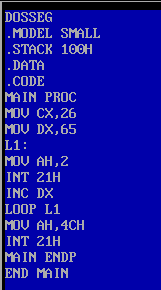 DOSSEG
.MODEL SMALL
.STACK 100H
.DATA
.CODE
MAIN PROC
MOV CX,26
MOV DX,65
L1:
MOV AH,2
INT 21H
INC DX
LOOP L1
MOV AH,4CH
INT 21H
MAIN ENDP
END MAIN